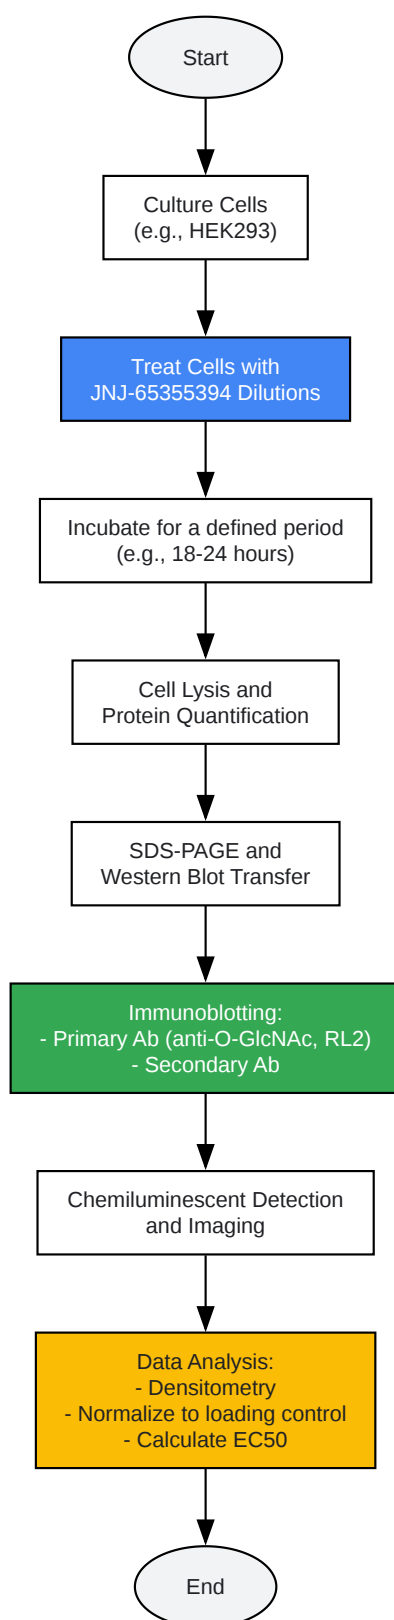 Start
Culture Cells
(e.g., HEK293)
Treat Cells with
JNJ-65355394 Dilutions
Incubate for a defined period
(e.g., 18-24 hours)
Cell Lysis and
Protein Quantification
SDS-PAGE and
Western Blot Transfer
Immunoblotting:
- Primary Ab (anti-O-GlcNAc, RL2)
- Secondary Ab
Chemiluminescent Detection
and Imaging
Data Analysis:
- Densitometry
- Normalize to loading control
- Calculate EC50
End